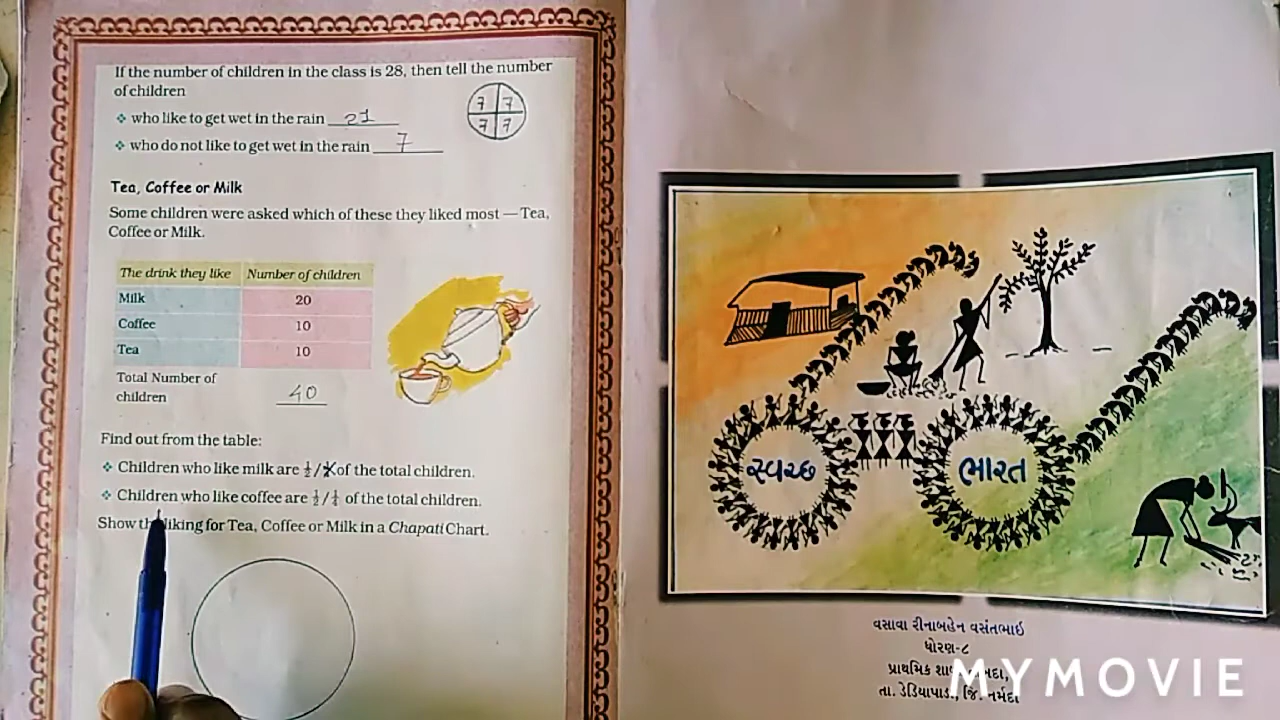 If the number of children in the class is 28, then tell the number
of children
❖ who like to get wet in the rain 21
❖ who do not like to get wet in the rain 7
7 7
7 7
Tea, Coffee or Milk
Some children were asked which of these they liked most — Tea,
Coffee or Milk.
The drink they like Number of children
Milk 20
Coffee 10
Tea 10
Total Number of
children 40
Find out from the table:
❖ Children who like milk are ½/ of the total children.
❖ Children who like coffee are ½/¼ of the total children.
Show the liking for Tea, Coffee or Milk in a Chapati Chart.
સ્વચ્છ
ભારત
વસાવા રીનાબહેન વસંતભાઇ
ધોરણ-૮
પ્રાથમિક
તા. ડેડિયાપાડા, જિ. નર્મદા
MYMOVIE